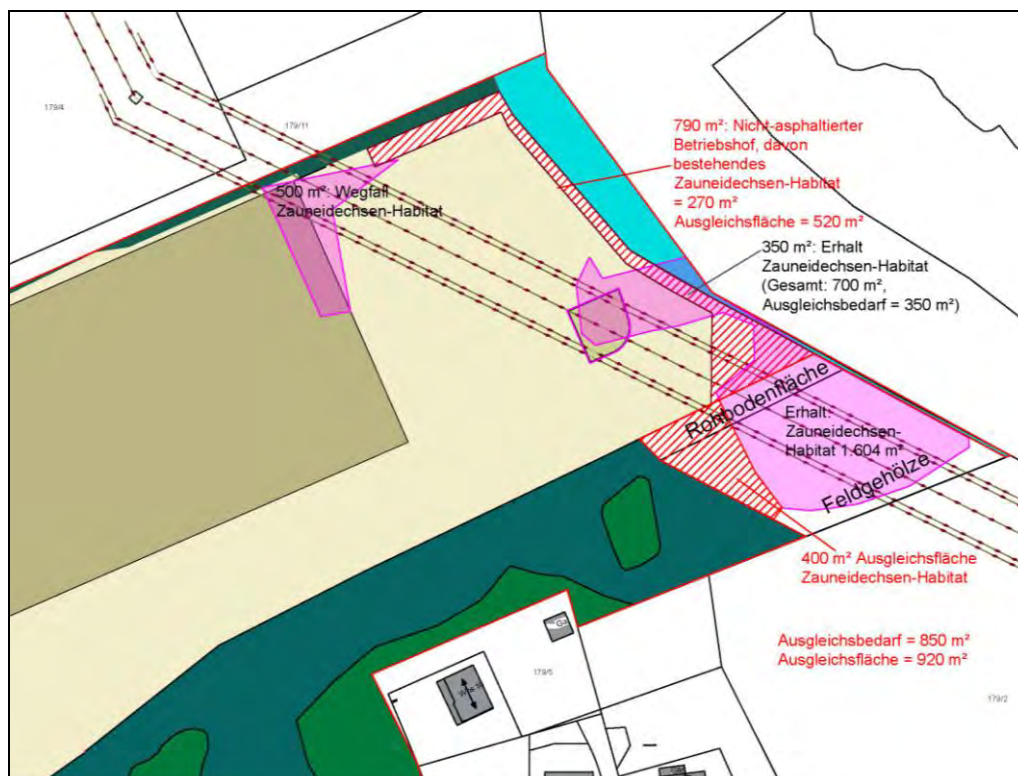 179/4
179/11
790 m²: Nicht-asphaltierter
Betriebshof, davon
bestehendes
Zauneidechsen-Habitat
= 270 m²
Ausgleichsfläche = 520 m²
500 m²: Wegfall
Zauneidechsen-Habitat
350 m²: Erhalt
Zauneidechsen-Habitat
(Gesamt: 700 m²,
Ausgleichsbedarf = 350 m²)
Rohbodenfläche
Erhalt:
Zauneidechsen-
Habitat 1.604 m²
Feldgehölze
400 m² Ausgleichsfläche
Zauneidechsen-Habitat
Ausgleichsbedarf = 850 m²
Ausgleichsfläche = 920 m²
179/5
179/2